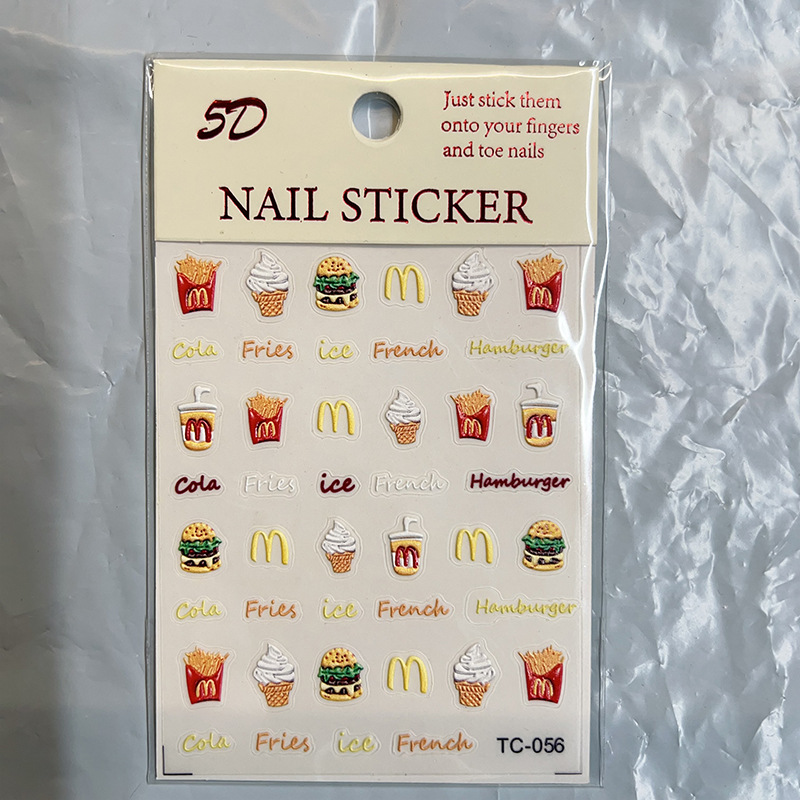 5D
Just stick them
onto your fingers
and toe nails
NAIL STICKER
Cola Fries ice French Hamburger
Cola Fries ice French Hamburger
Cola Fries ice French Hamburger
Cola Fries ice French TC-056